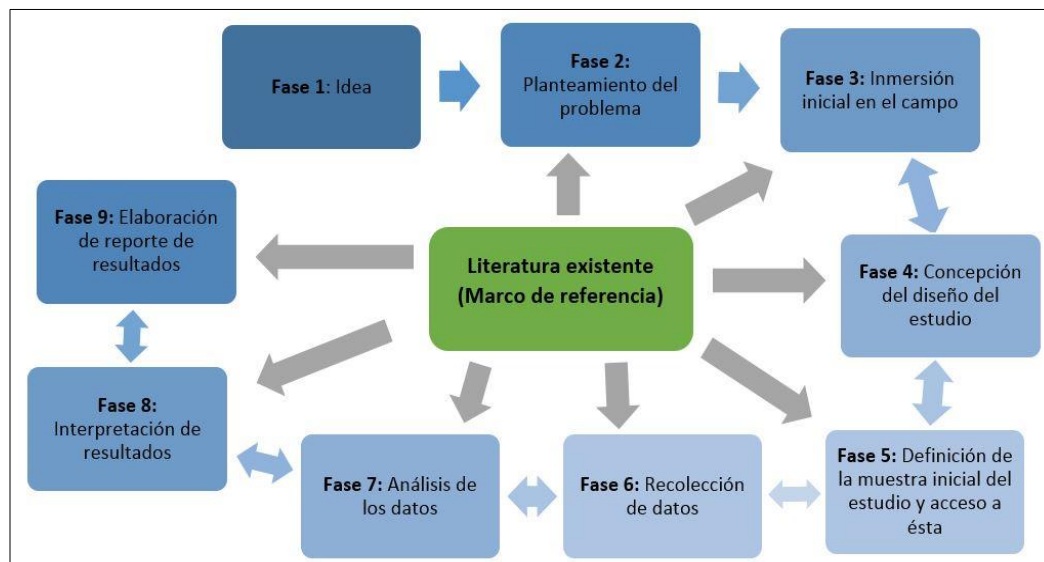 Fase 1: Idea
Fase 2:
Planteamiento del
problema
Fase 3: Inmersión
inicial en el campo
Fase 9: Elaboración
de reporte de
resultados
Literatura existente
(Marco de referencia)
Fase 4: Concepción
del diseño del
estudio
Fase 8:
Interpretación de
resultados
Fase 7: Análisis de
los datos
Fase 6: Recolección
de datos
Fase 5: Definición de
la muestra inicial del
estudio y acceso a
ésta